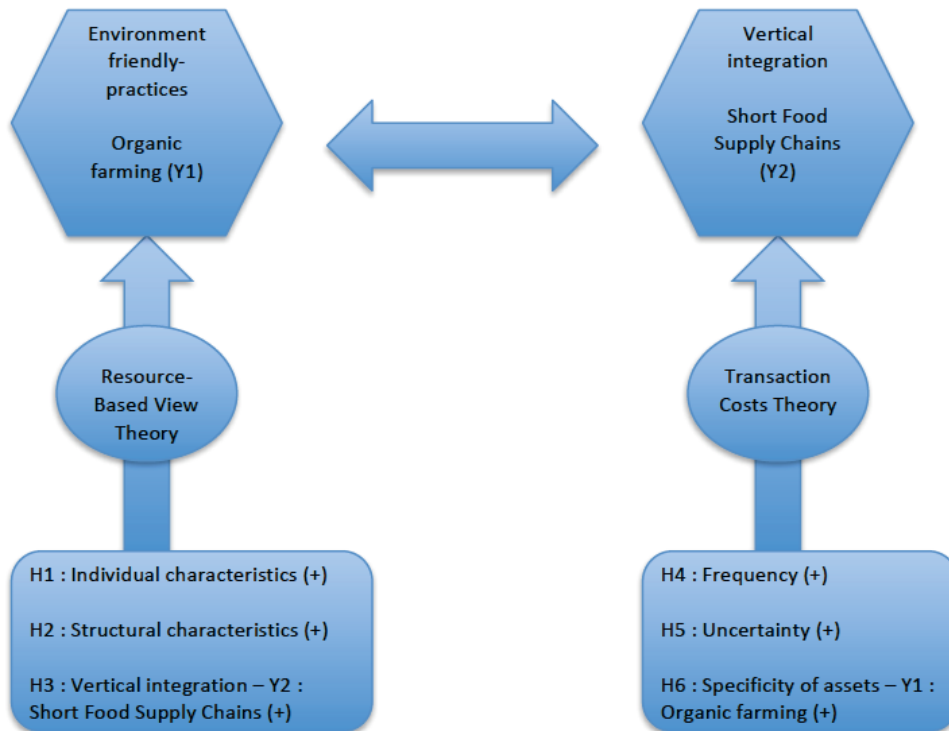 Environment
friendly-
practices
Organic
farming (Y1)
Vertical
integration
Short Food
Supply Chains
(Y2)
Resource-
Based View
Theory
Transaction
Costs Theory
H1 : Individual characteristics (+)
H2 : Structural characteristics (+)
H3 : Vertical integration – Y2 :
Short Food Supply Chains (+)
H4 : Frequency (+)
H5 : Uncertainty (+)
H6 : Specificity of assets – Y1 :
Organic farming (+)